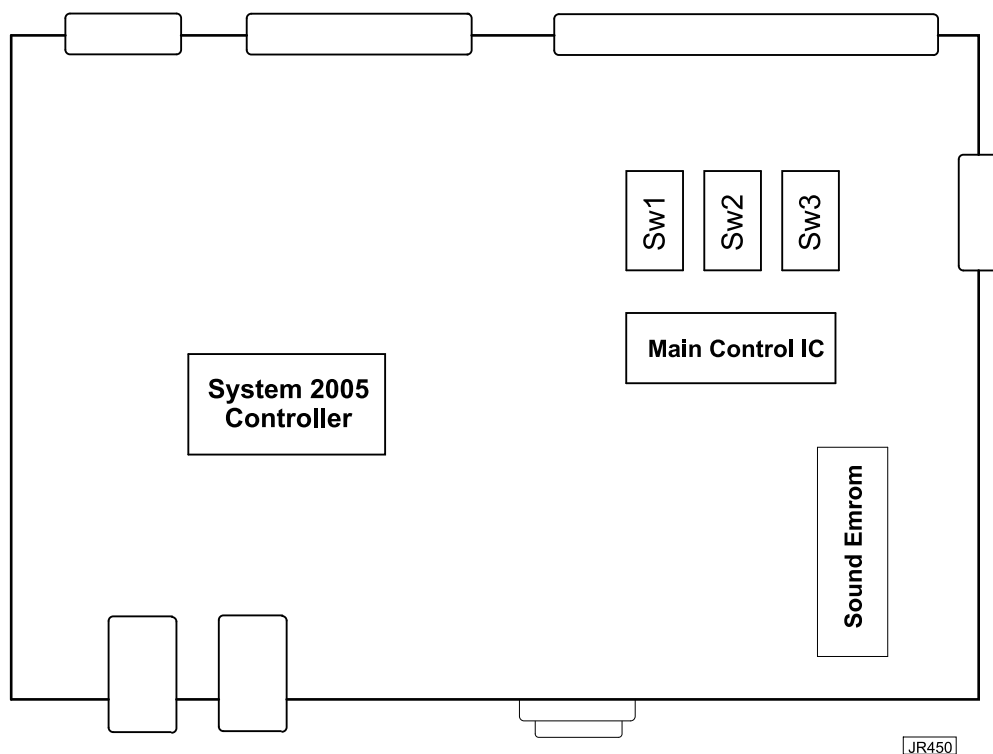 Sw1
Sw2
Sw3
Main Control IC
System 2005
Controller
Sound Emrom
JR450